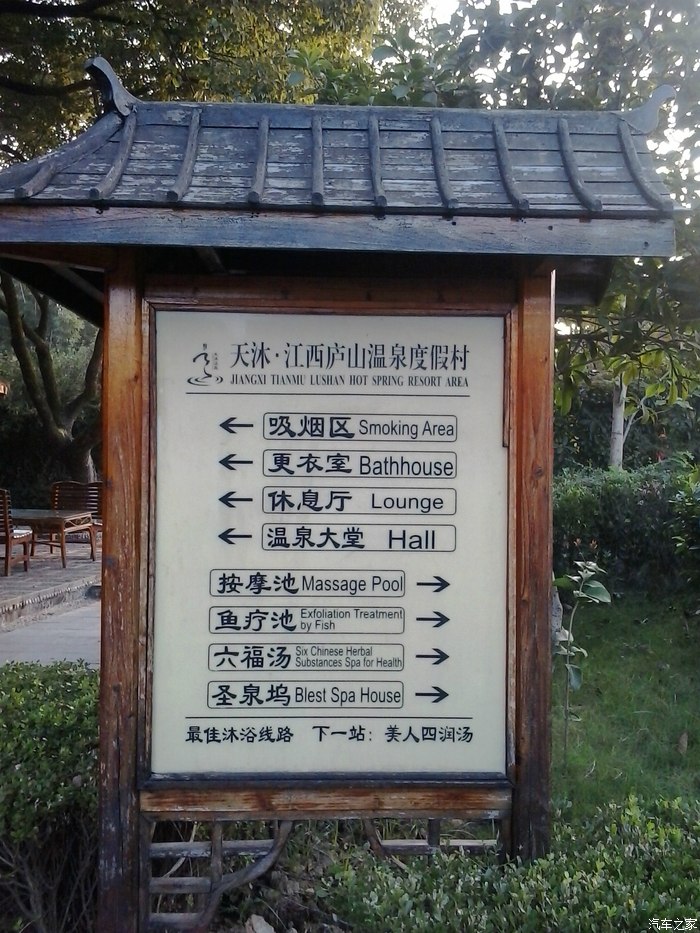 天沐·江西庐山温泉度假村
JIANGXI TIANMU LUSHAN HOT SPRING RESORT AREA
吸烟区 Smoking Area
更衣室 Bathhouse
休息厅 Lounge
温泉大堂 Hall
按摩池 Massage Pool
鱼疗池 Exfoliation Treatment
by Fish
六福汤 Six Chinese Herbal
Substances Spa for Health
圣泉坞 Blest Spa House
最佳沐浴线路 下一站：美人四润汤
汽车之家